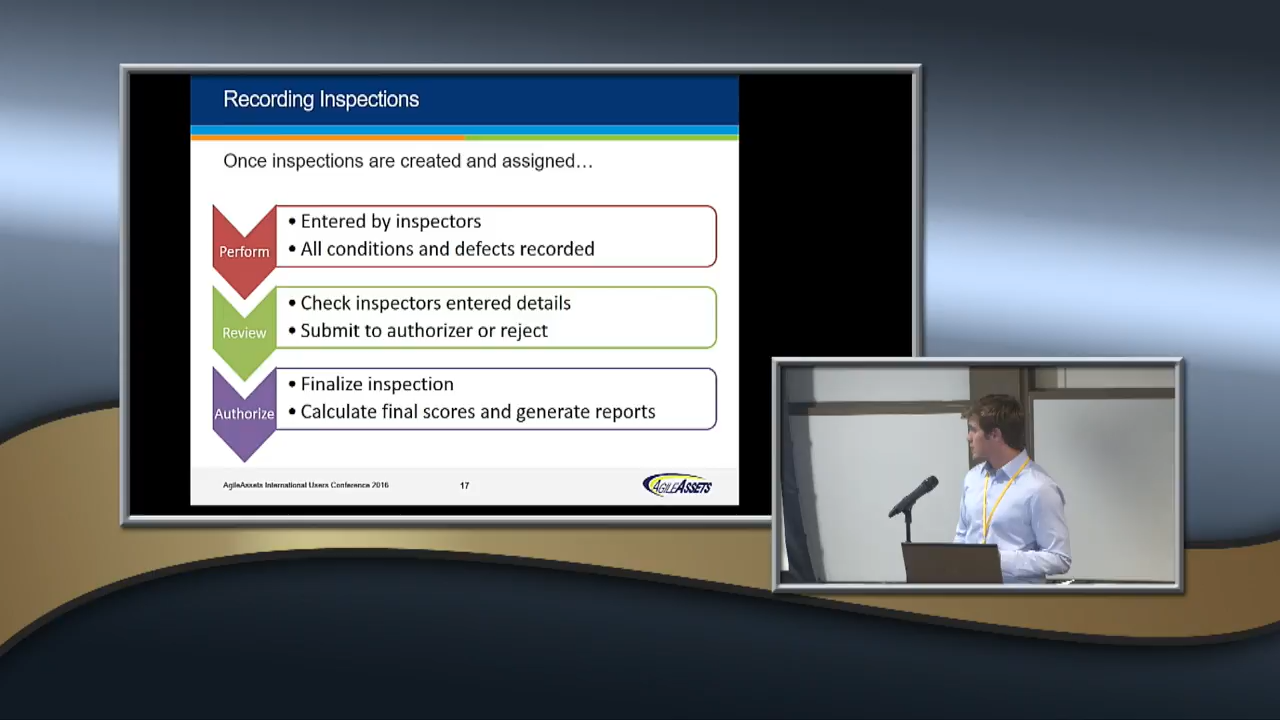 Recording Inspections
Once inspections are created and assigned…
Perform
• Entered by inspectors
• All conditions and defects recorded
Review
• Check inspectors entered details
• Submit to authorizer or reject
Authorize
• Finalize inspection
• Calculate final scores and generate reports
AgileAssets International Users Conference 2016
17
AGILEASSETS